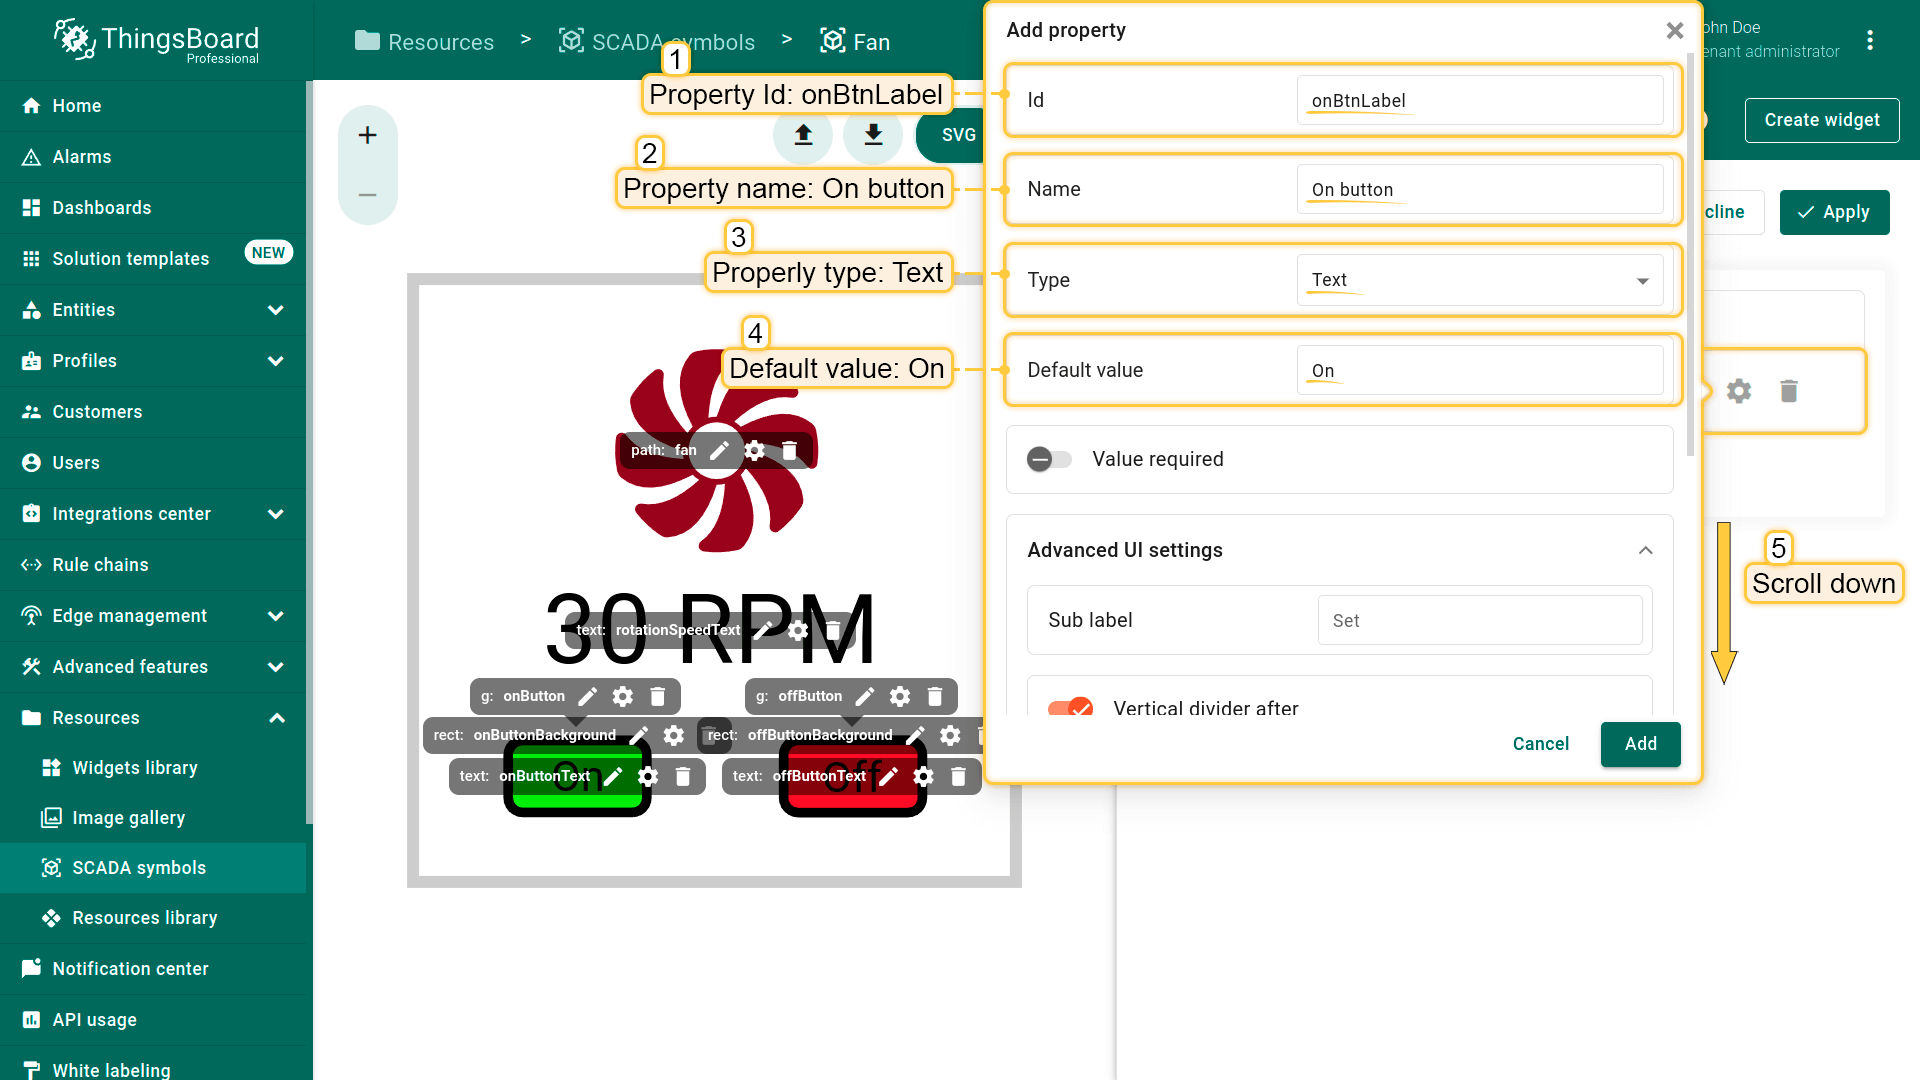 ThingsBoard
Professional
Home
Alarms
Dashboards
Solution templates
NEW
Entities
Profiles
Customers
Users
Integrations center
Rule chains
Edge management
Advanced features
Resources
Widgets library
Image gallery
SCADA symbols
Resources library
Notification center
API usage
White labeling
Resources > SCADA symbols > Fan
ohn Doe
enant administrator
Create widget
SVG
cline
Apply
1
Property Id: onBtnLabel
2
Property name: On button
3
Properly type: Text
4
Default value: On
path: fan
30 RPM
text: rotationSpeedText
g: onButton
g: offButton
rect: onButtonBackground
rect: offButtonBackground
text: onButtonText
text: offButtonText
On
Off
Add property
Id
onBtnLabel
Name
On button
Type
Text
Default value
On
Value required
Advanced UI settings
Sub label
Set
Vertical divider after
Cancel
Add
5
Scroll down